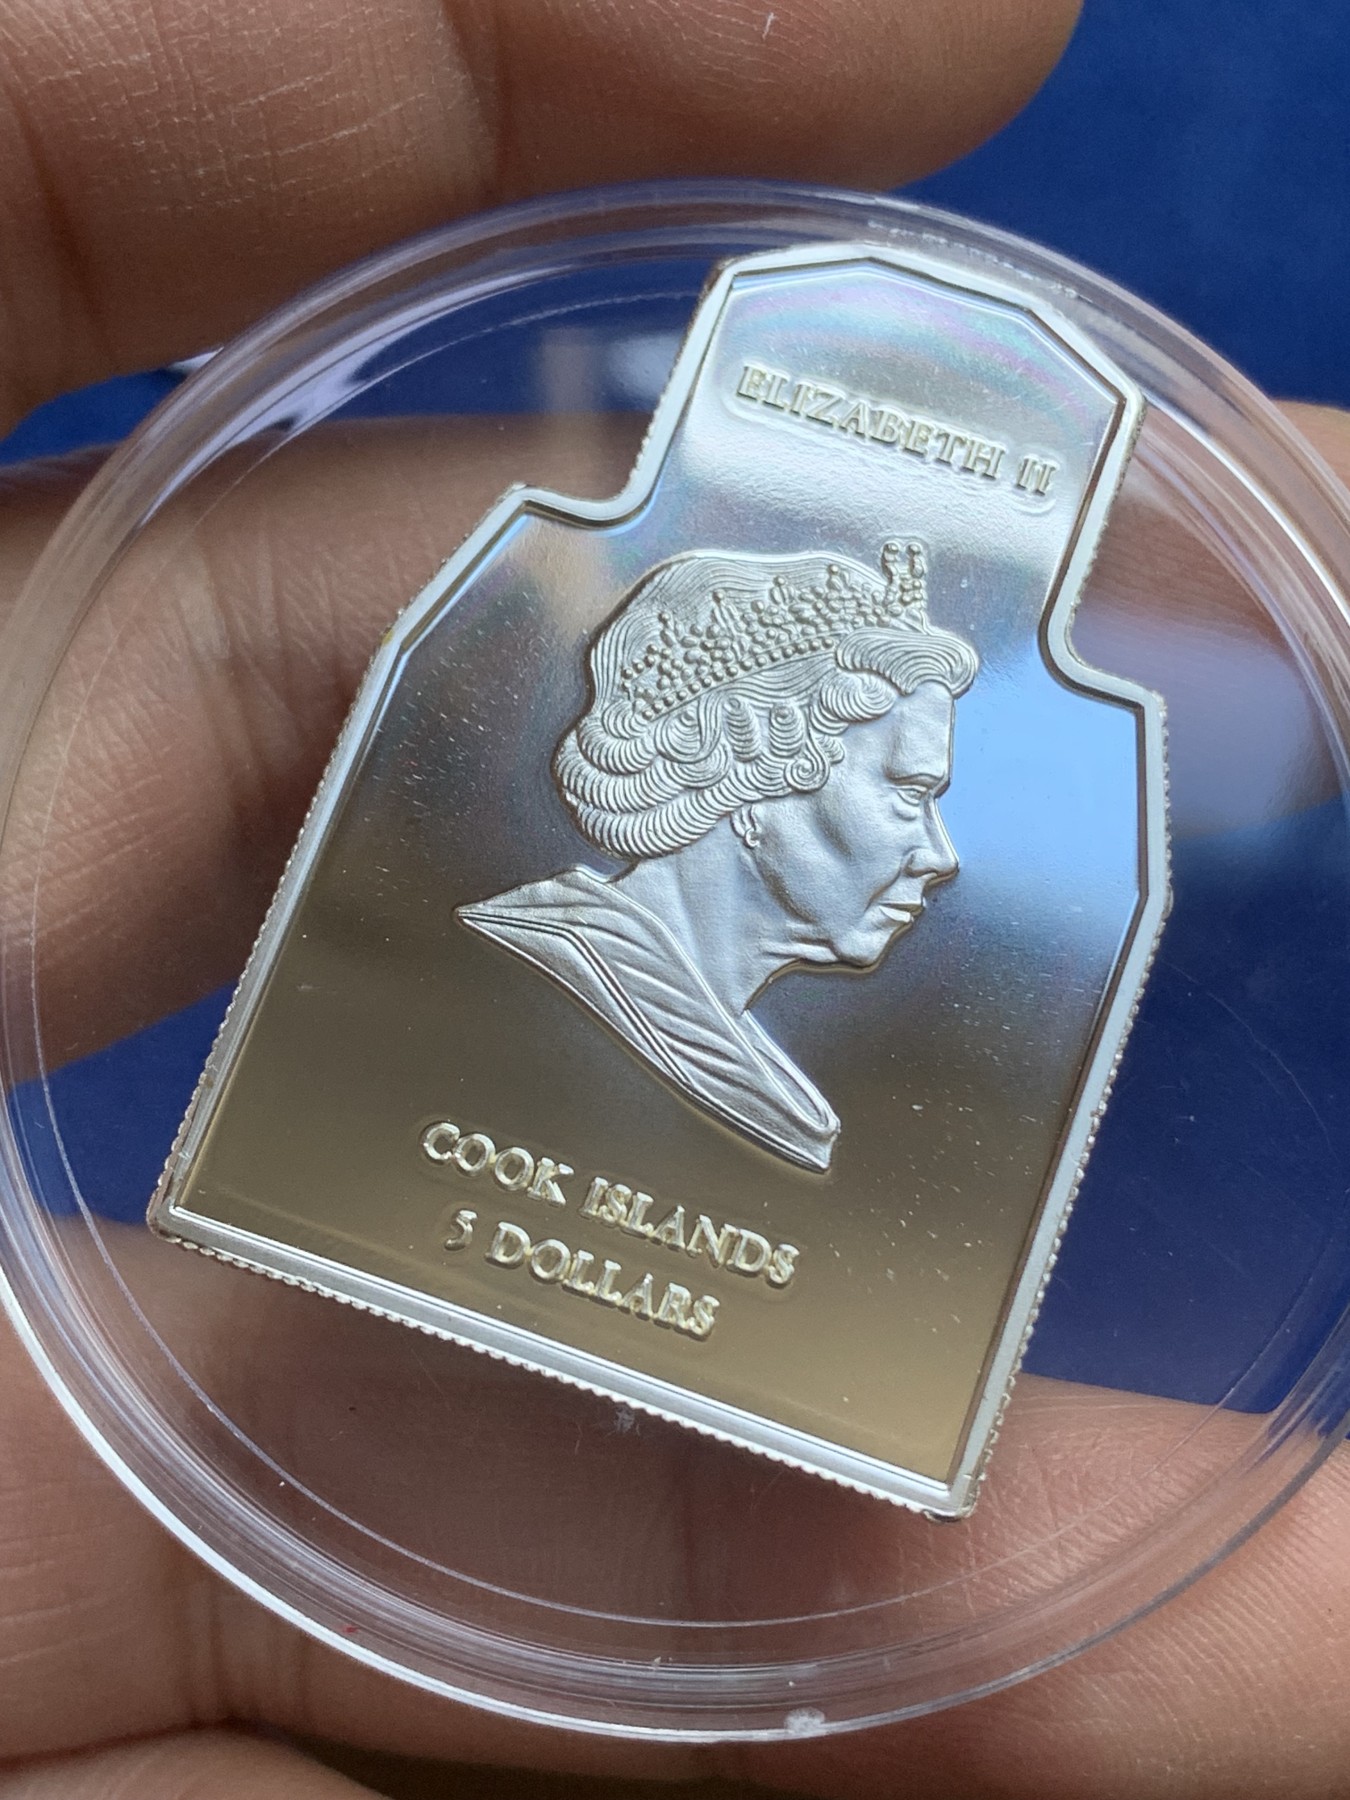 ELIZABETH II
COOK ISLANDS
5 DOLLARS